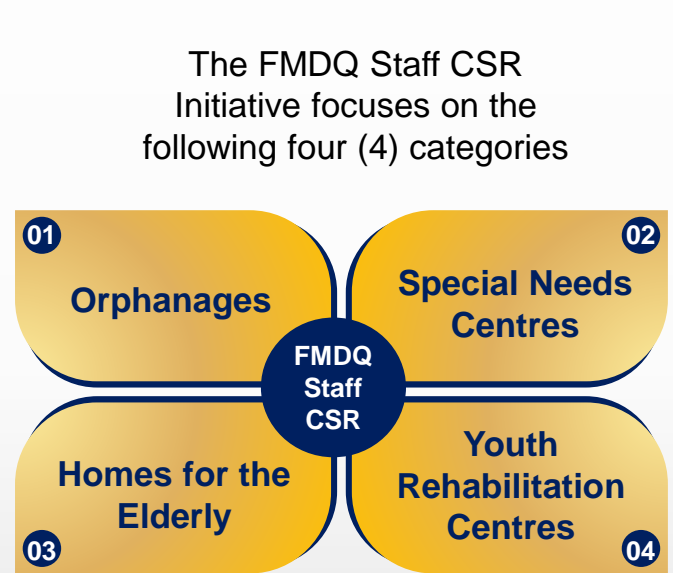 The FMDQ Staff CSR
Initiative focuses on the
following four (4) categories
01
Orphanages
02
Special Needs
Centres
FMDQ
Staff
CSR
Homes for the
Elderly
03
Youth
Rehabilitation
Centres
04